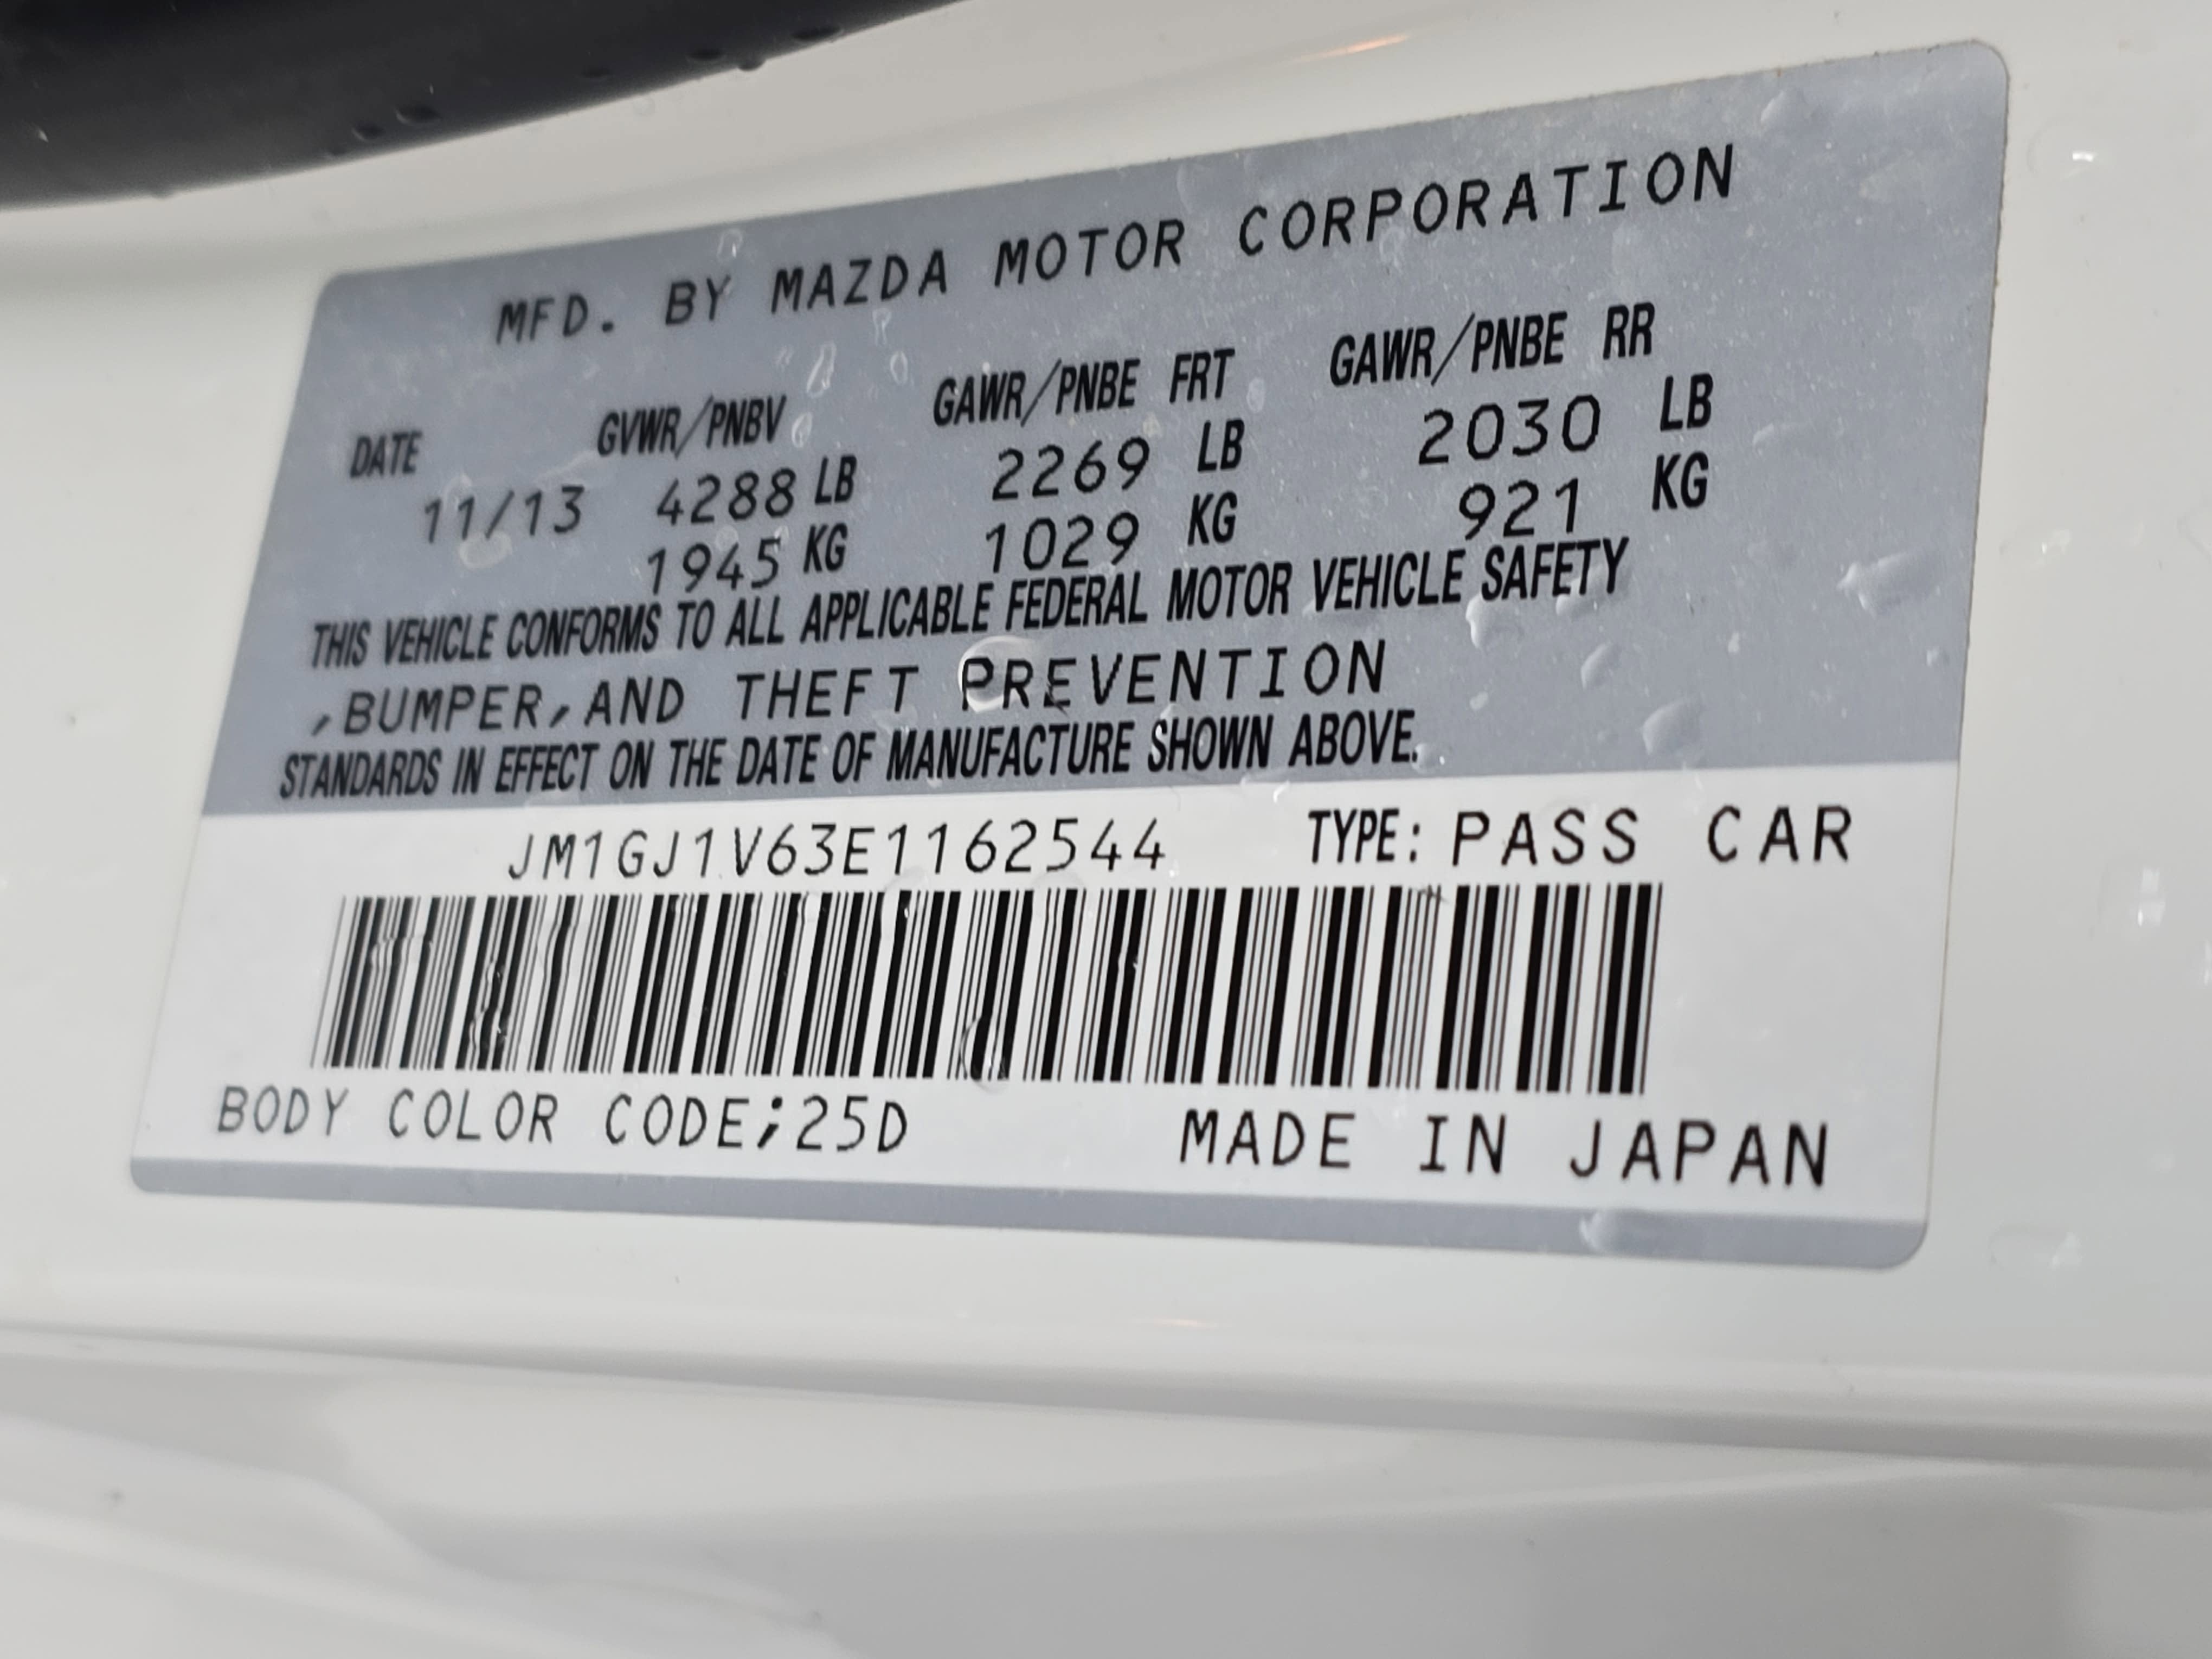 MFD. BY MAZDA MOTOR CORPORATION
DATE GVWR/PNBV GAWR/PNBE FRT GAWR/PNBE RR
11/13 4288 LB 2269 LB 2030 LB
1945 KG 1029 KG 921 KG
THIS VEHICLE CONFORMS TO ALL APPLICABLE FEDERAL MOTOR VEHICLE SAFETY
,BUMPER,AND THEFT PREVENTION
STANDARDS IN EFFECT ON THE DATE OF MANUFACTURE SHOWN ABOVE.
JM1GJ1V63E1162544 TYPE: PASS CAR
BODY COLOR CODE;25D MADE IN JAPAN